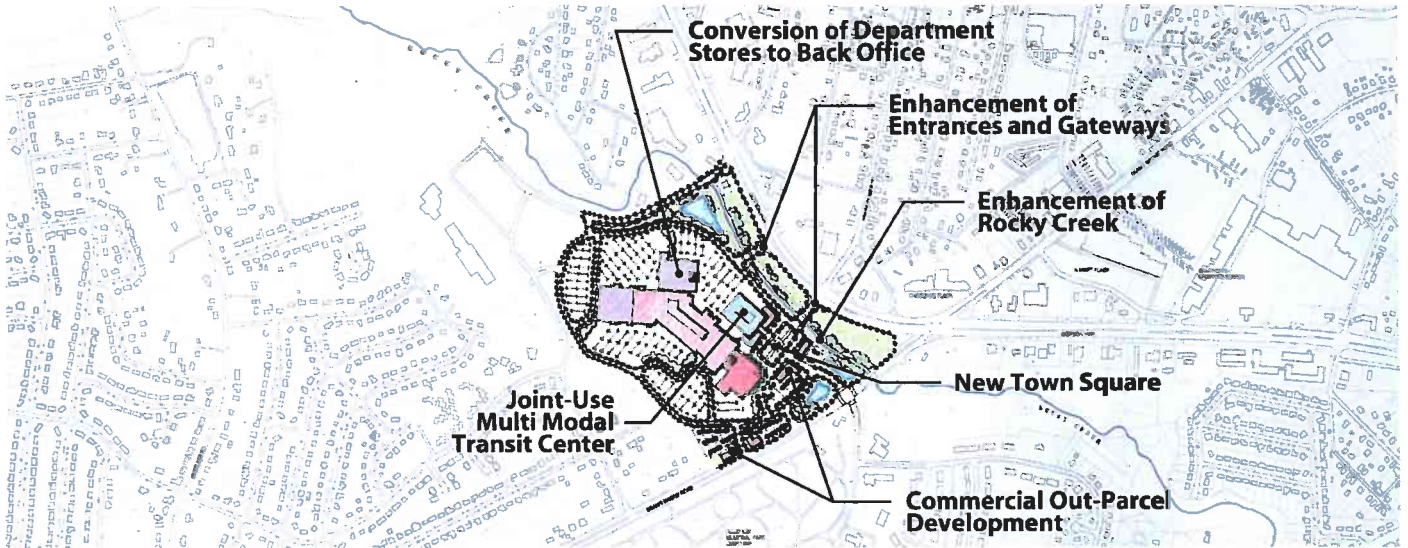 Conversion of Department
Stores to Back Office
Enhancement of
Entrances and Gateways
Enhancement of
Rocky Creek
New Town Square
Joint-Use
Multi Modal
Transit Center
Commercial Out-Parcel
Development